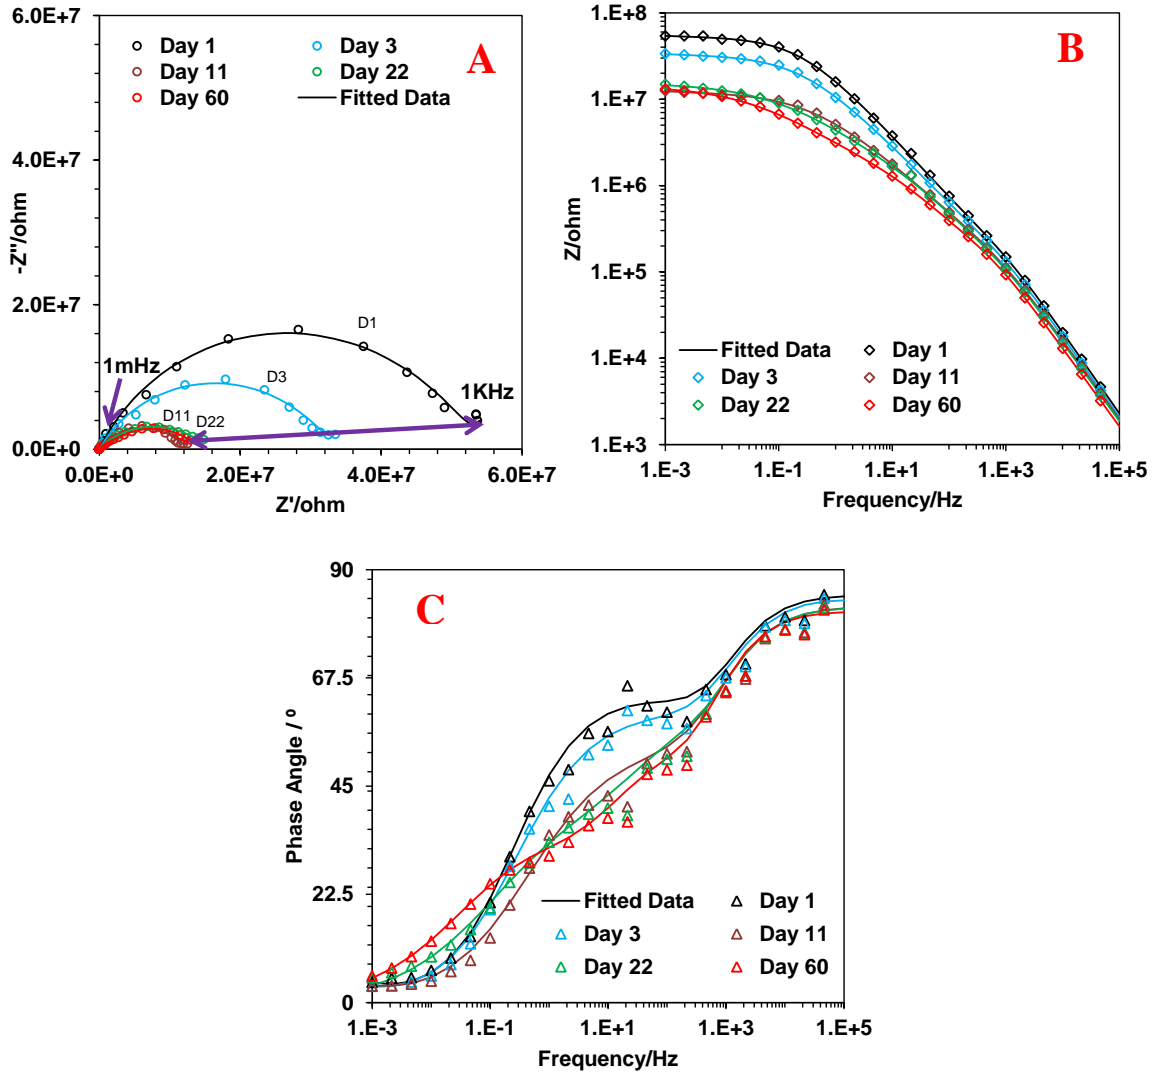 6.0E+7
4.0E+7
2.0E+7
0.0E+0
-Z"/ohm
Day 1
Day 3
Day 11
Day 22
Day 60
Fitted Data
A
D1
D3
D11
D22
1mHz
1KHz
0.0E+0 2.0E+7 4.0E+7 6.0E+7
Z'/ohm
1.E+8
1.E+7
1.E+6
1.E+5
1.E+4
1.E+3
Z/ohm
B
Fitted Data
Day 1
Day 3
Day 11
Day 22
Day 60
1.E-3 1.E-1 1.E+1 1.E+3 1.E+5
Frequency/Hz
90
67.5
45
22.5
0
Phase Angle / º
C
Fitted Data
Day 1
Day 3
Day 11
Day 22
Day 60
1.E-3 1.E-1 1.E+1 1.E+3 1.E+5
Frequency/Hz